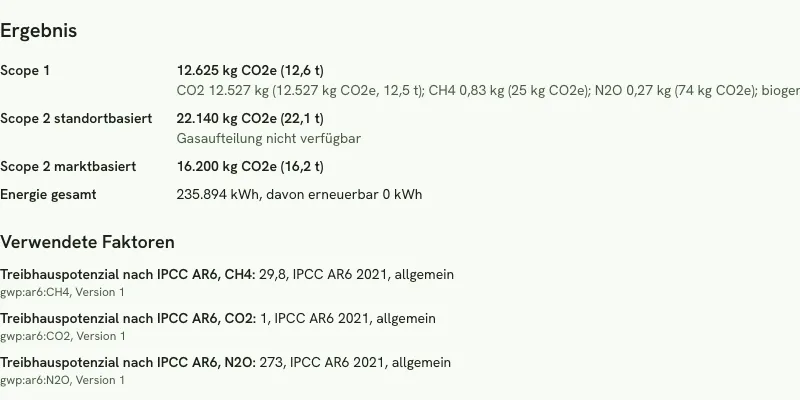 Ergebnis
Scope 1
12.625 kg CO2e (12,6 t)
CO2 12.527 kg (12.527 kg CO2e, 12,5 t); CH4 0,83 kg (25 kg CO2e); N2O 0,27 kg (74 kg CO2e); bioger
Scope 2 standortbasiert
22.140 kg CO2e (22,1 t)
Gasaufteilung nicht verfügbar
Scope 2 marktbasiert
16.200 kg CO2e (16,2 t)
Energie gesamt
235.894 kWh, davon erneuerbar 0 kWh
Verwendete Faktoren
Treibhauspotenzial nach IPCC AR6, CH4: 29,8, IPCC AR6 2021, allgemein
gwp:ar6:CH4, Version 1
Treibhauspotenzial nach IPCC AR6, CO2: 1, IPCC AR6 2021, allgemein
gwp:ar6:CO2, Version 1
Treibhauspotenzial nach IPCC AR6, N2O: 273, IPCC AR6 2021, allgemein
gwp:ar6:N2O, Version 1